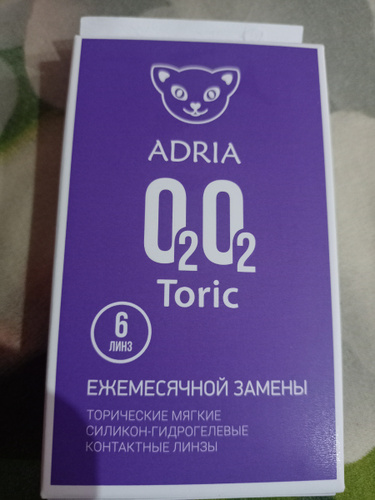 ADRIA
O2O2
Toric
6
ЛИНЗ
ЕЖЕМЕСЯЧНОЙ ЗАМЕНЫ
ТОРИЧЕСКИЕ МЯГКИЕ
СИЛИКОН-ГИДРОГЕЛЕВЫЕ
КОНТАКТНЫЕ ЛИНЗЫ